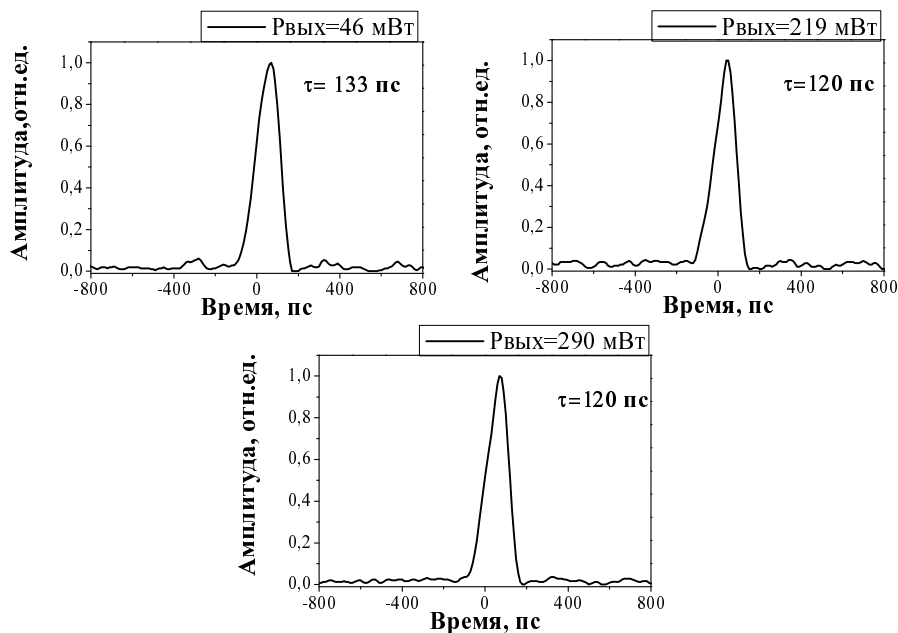 Рвых=46 мВт
Амплитуда,отн.ед.
1,0
0,8
0,6
0,4
0,2
0,0
τ= 133 пс
-800 -400 0 400 800
Время, пс
Рвых=219 мВт
Амплитуда, отн.ед.
1,0
0,8
0,6
0,4
0,2
0,0
τ=120 пс
-800 -400 0 400 800
Время, пс
Рвых=290 мВт
Амплитуда, отн.ед.
1,0
0,8
0,6
0,4
0,2
0,0
τ=120 пс
-800 -400 0 400 800
Время, пс